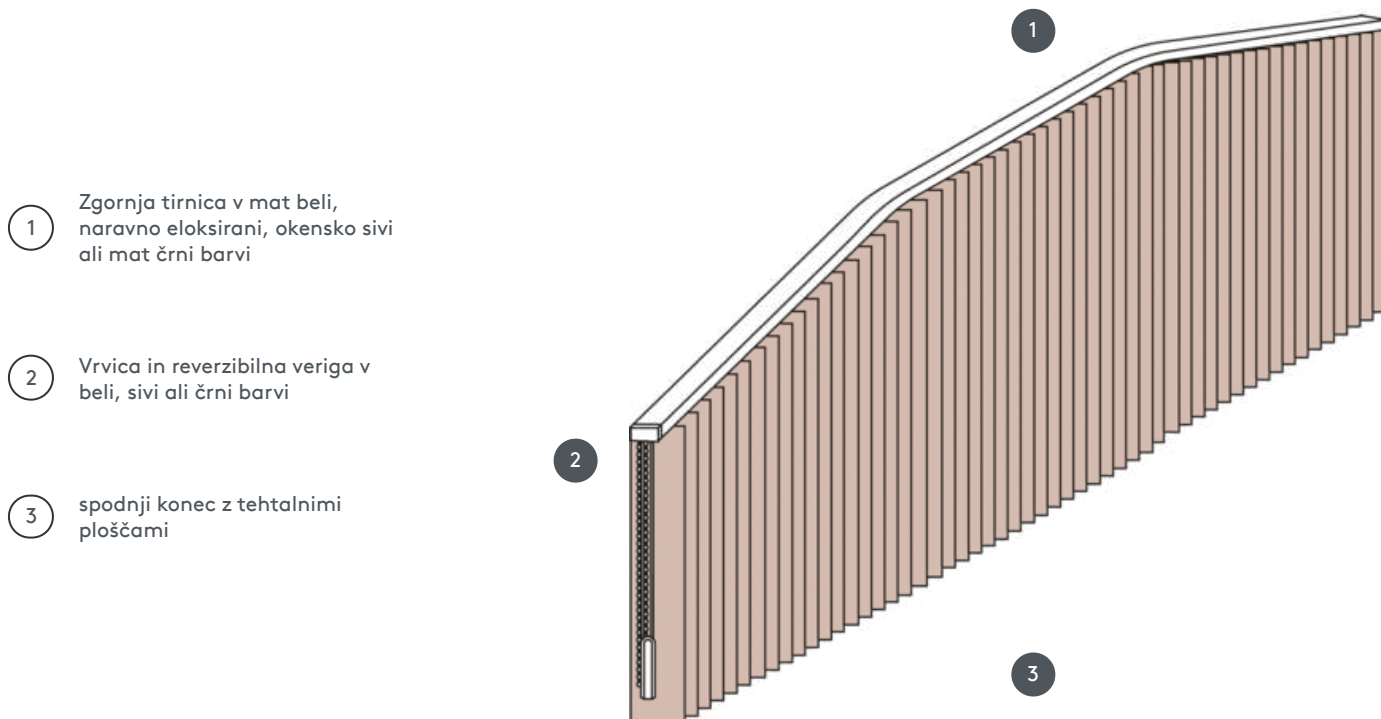 1
Zgornja tirnica v mat beli,
naravno eloksirani, okensko sivi
ali mat črni barvi
2
Vrvica in reverzibilna veriga v
beli, sivi ali črni barvi
3
spodnji konec z tehtalnimi
ploščami
1
2
3